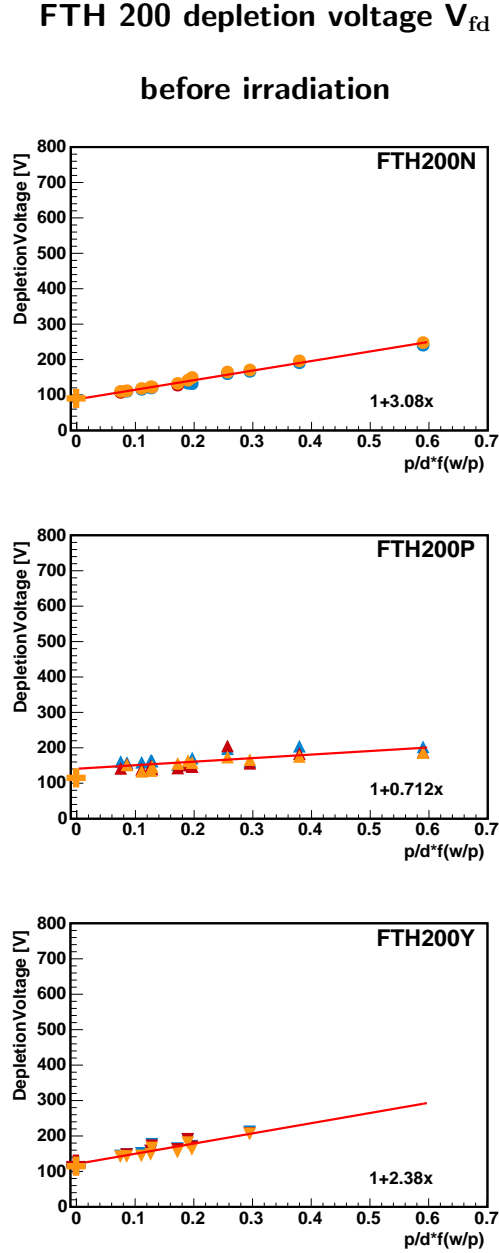 FTH 200 depletion voltage Vfd
before irradiation
DepletionVoltage [V]
800
700
600
500
400
300
200
100
0
FTH200N
1+3.08x
0 0.1 0.2 0.3 0.4 0.5 0.6 0.7
p/d*f(w/p)
DepletionVoltage [V]
800
700
600
500
400
300
200
100
0
FTH200P
1+0.712x
0 0.1 0.2 0.3 0.4 0.5 0.6 0.7
p/d*f(w/p)
DepletionVoltage [V]
800
700
600
500
400
300
200
100
0
FTH200Y
1+2.38x
0 0.1 0.2 0.3 0.4 0.5 0.6 0.7
p/d*f(w/p)